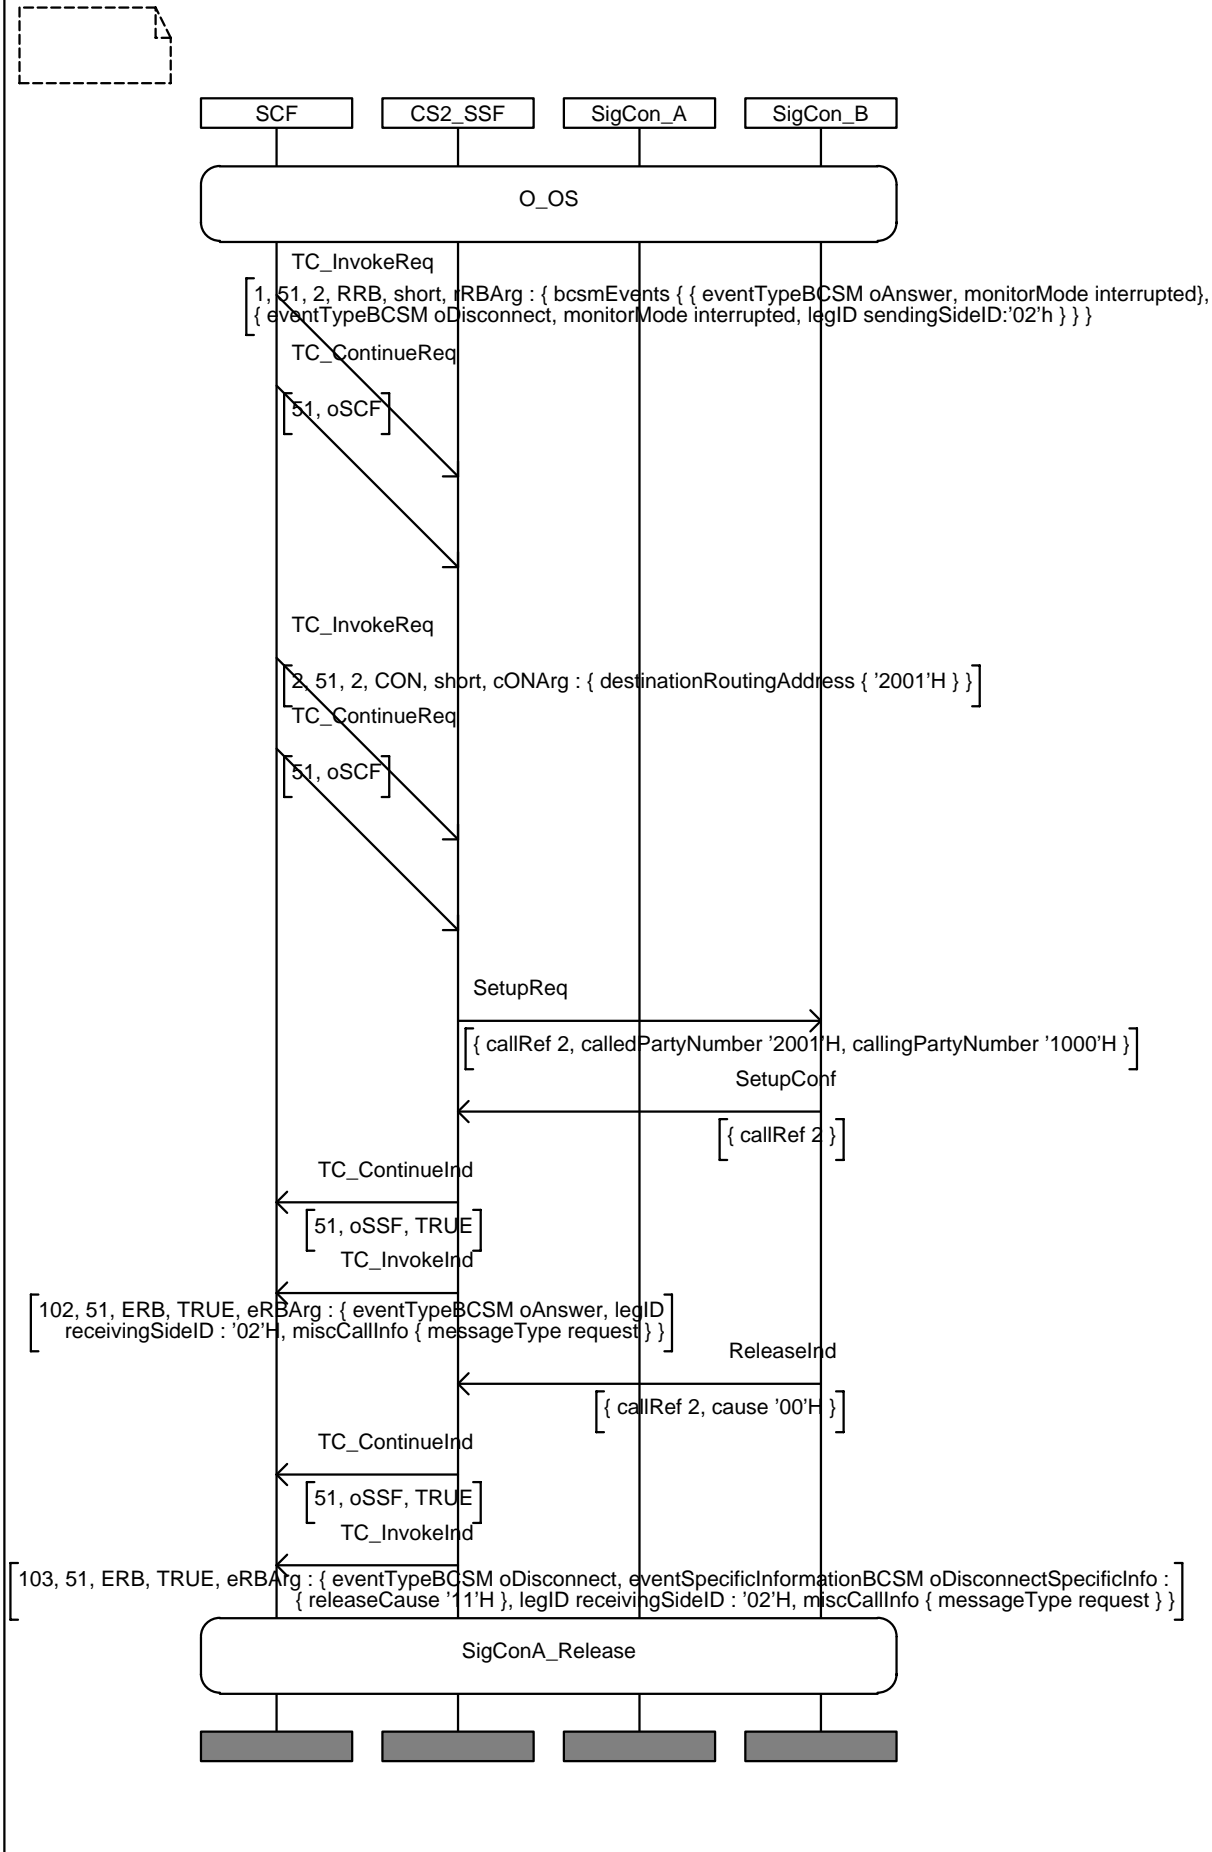 SCF CS2_SSF SigCon_A SigCon_B
O_OS
TC_InvokeReq
1, 51, 2, RRB, short, rRBArg : { bcsmEvents { { eventTypeBCSM oAnswer, monitorMode interrupted},
{ eventTypeBCSM oDisconnect, monitorMode interrupted, legID sendingSideID:'02'h } } }
TC_ContinueReq
51, oSCF
TC_InvokeReq
2, 51, 2, CON, short, cONArg : { destinationRoutingAddress { '2001'H } }
TC_ContinueReq
51, oSCF
SetupReq
{ callRef 2, calledPartyNumber '2001'H, callingPartyNumber '1000'H }
SetupConf
{ callRef 2 }
TC_ContinueInd
51, oSSF, TRUE
TC_InvokeInd
102, 51, ERB, TRUE, eRBArg : { eventTypeBCSM oAnswer, legID
receivingSideID : '02'H, miscCallInfo { messageType request } }
ReleaseInd
{ callRef 2, cause '00'H }
TC_ContinueInd
51, oSSF, TRUE
TC_InvokeInd
103, 51, ERB, TRUE, eRBArg : { eventTypeBCSM oDisconnect, eventSpecificInformationBCSM oDisconnectSpecificInfo :
{ releaseCause '11'H }, legID receivingSideID : '02'H, miscCallInfo { messageType request } }
SigConA_Release